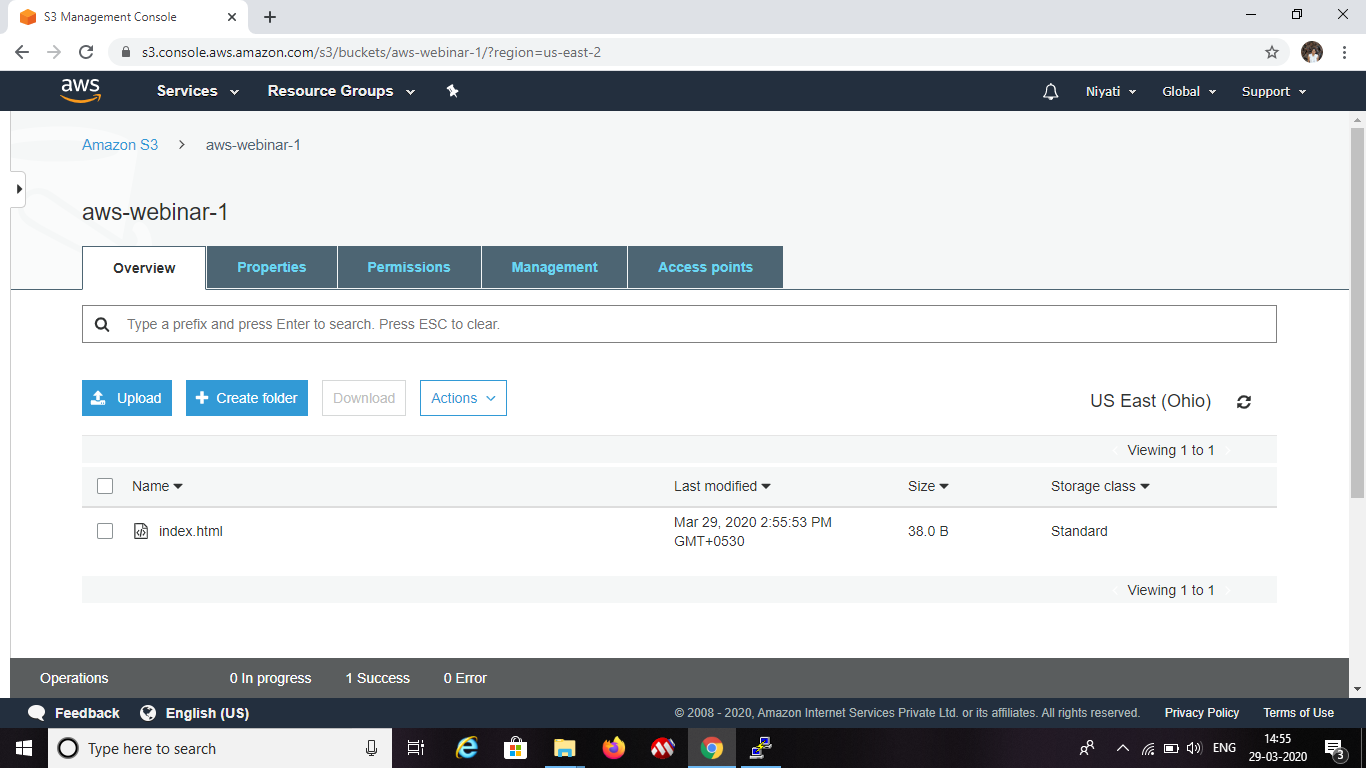 S3 Management Console
s3.console.aws.amazon.com/s3/buckets/aws-webinar-1/?region=us-east-2
aws Services Resource Groups Niyati Global Support
Amazon S3 aws-webinar-1
aws-webinar-1
Overview Properties Permissions Management Access points
Type a prefix and press Enter to search. Press ESC to clear.
Upload Create folder Download Actions US East (Ohio)
Viewing 1 to 1
Name Last modified Size Storage class
index.html Mar 29, 2020 2:55:53 PM 38.0 B Standard
GMT+0530
Viewing 1 to 1
Operations 0 In progress 1 Success 0 Error
Feedback English (US) © 2008 - 2020, Amazon Internet Services Private Ltd. or its affiliates. All rights reserved. Privacy Policy Terms of Use
Type here to search ENG 14:55
29-03-2020 3